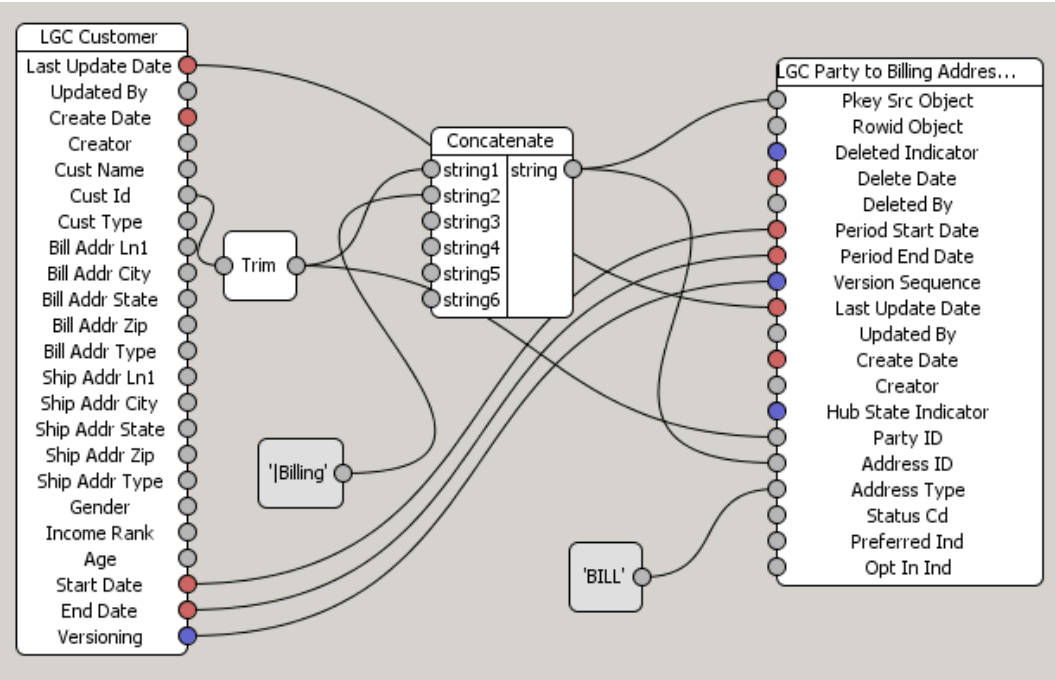 LGC Customer
Last Update Date
Updated By
Create Date
Creator
Cust Name
Cust Id
Cust Type
Bill Addr Ln1
Bill Addr City
Bill Addr State
Bill Addr Zip
Bill Addr Type
Ship Addr Ln1
Ship Addr City
Ship Addr State
Ship Addr Zip
Ship Addr Type
Gender
Income Rank
Age
Start Date
End Date
Versioning
Trim
'|Billing'
Concatenate
string1 string
string2
string3
string4
string5
string6
'BILL'
LGC Party to Billing Addres...
Pkey Src Object
Rowid Object
Deleted Indicator
Delete Date
Deleted By
Period Start Date
Period End Date
Version Sequence
Last Update Date
Updated By
Create Date
Creator
Hub State Indicator
Party ID
Address ID
Address Type
Status Cd
Preferred Ind
Opt In Ind